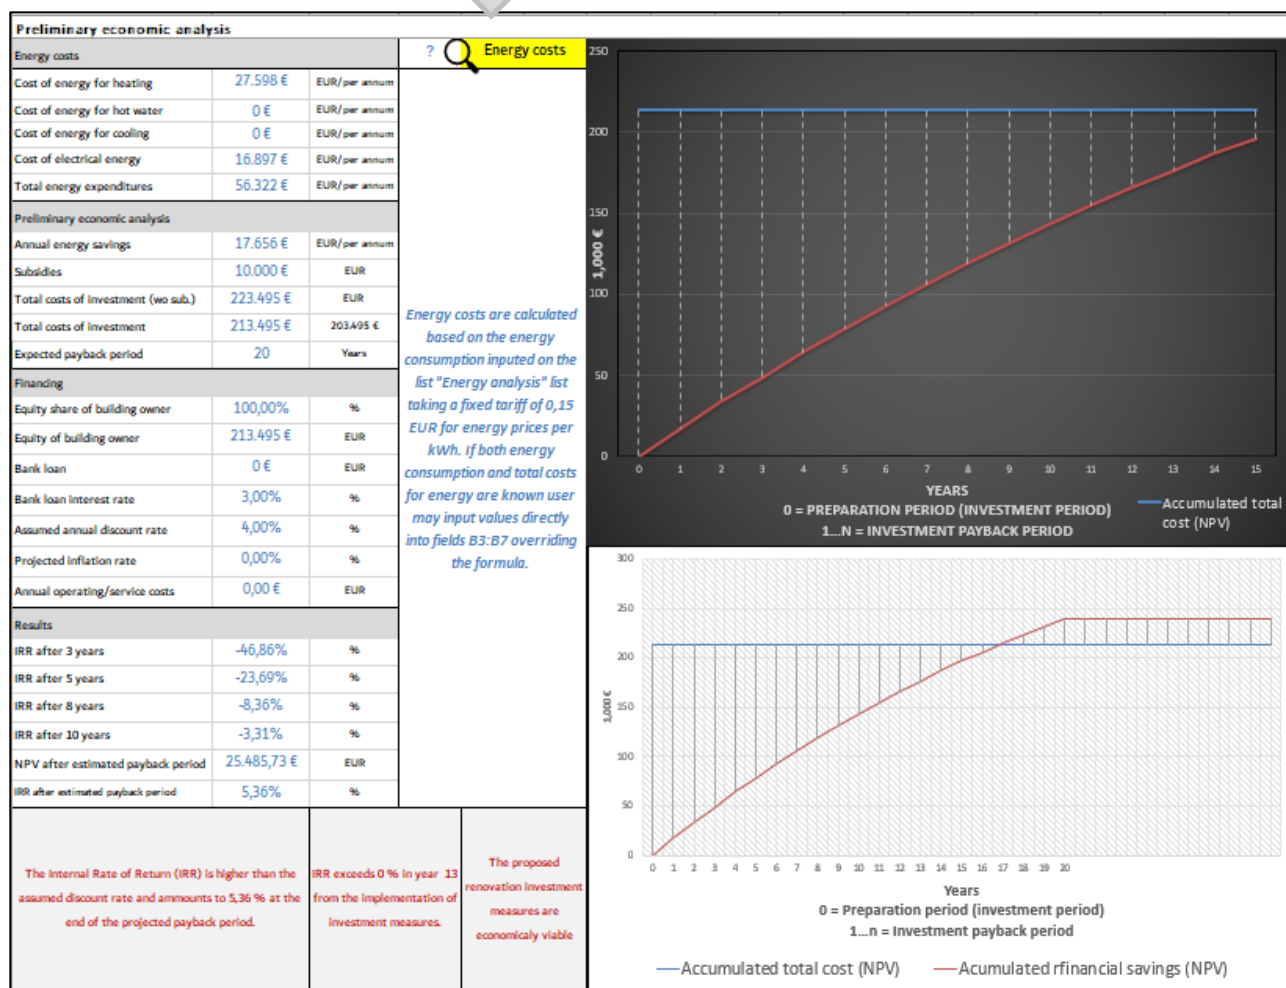 Preliminary economic analysis
Energy costs
Cost of energy for heating 27.598 € EUR/per annum
Cost of energy for hot water 0 € EUR/per annum
Cost of energy for cooling 0 € EUR/per annum
Cost of electrical energy 16.897 € EUR/per annum
Total energy expenditures 56.322 € EUR/per annum
Preliminary economic analysis
Annual energy savings 17.656 € EUR/per annum
Subsidies 10.000 € EUR
Total costs of investment (wo sub.) 223.495 € EUR
Total costs of investment 213.495 € 203.495 €
Expected payback period 20 Years
Financing
Equity share of building owner 100,00% %
Equity of building owner 213.495 € EUR
Bank loan 0 € EUR
Bank loan interest rate 3,00% %
Assumed annual discount rate 4,00% %
Projected inflation rate 0,00% %
Annual operating/service costs 0,00 € EUR
Results
IRR after 3 years -46,86% %
IRR after 5 years -23,69% %
IRR after 8 years -8,36% %
IRR after 10 years -3,31% %
NPV after estimated payback period 25.485,73 € EUR
IRR after estimated payback period 5,36% %
The Internal Rate of Return (IRR) is higher than the
assumed discount rate and ammounts to 5,36 % at the
end of the projected payback period.
IRR exceeds 0 % in year 13
from the implementation of
investment measures.
The proposed
renovation investment
measures are
economicaly viable
? Energy costs
Energy costs are calculated
based on the energy
consumption inputed on the
list "Energy analysis" list
taking a fixed tariff of 0,15
EUR for energy prices per
kWh. If both energy
consumption and total costs
for energy are known user
may input values directly
into fields B3:B7 overriding
the formula.
250
200
150
100
50
0
1,000 €
0 1 2 3 4 5 6 7 8 9 10 11 12 13 14 15
YEARS
0 = PREPARATION PERIOD (INVESTMENT PERIOD)
1...N = INVESTMENT PAYBACK PERIOD
Accumulated total
cost (NPV)
300
250
200
150
100
50
0
1,000 €
0 1 2 3 4 5 6 7 8 9 10 11 12 13 14 15 16 17 18 19 20
Years
0 = Preparation period (investment period)
1...n = Investment payback period
Accumulated total cost (NPV) Acumulated rfinancial savings (NPV)